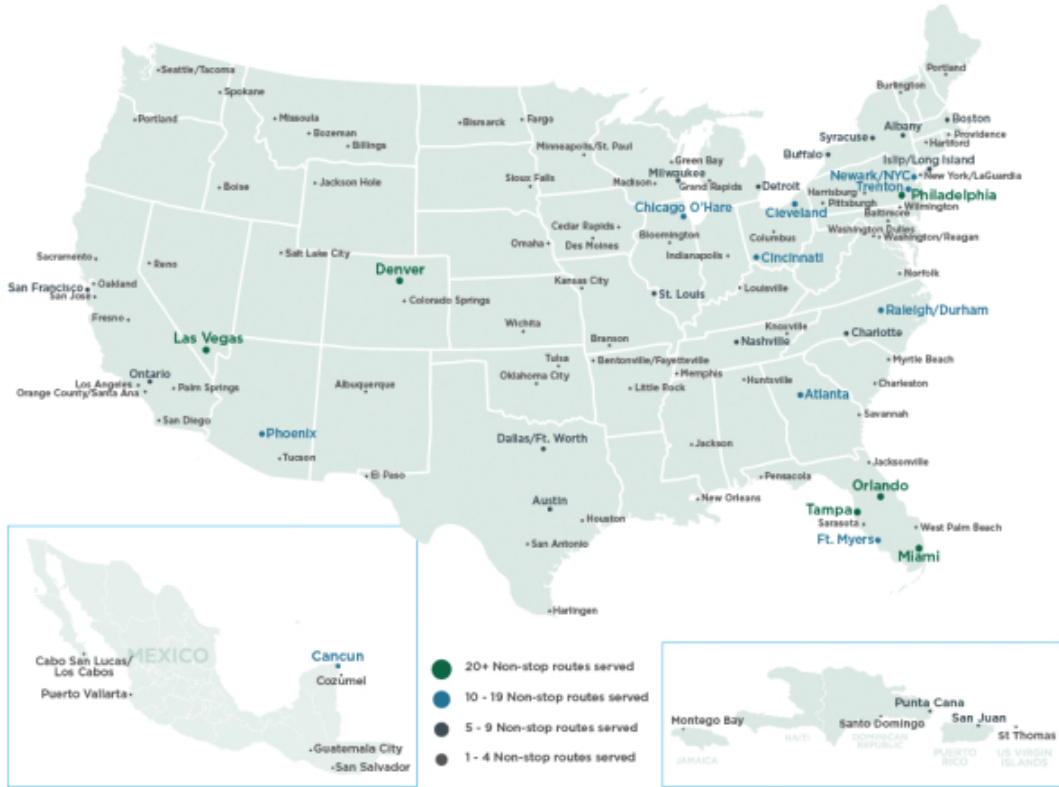 Seattle/Tacoma
Spokane
Portland
Missoula
Bozeman
Billings
Bismarck
Fargo
Minneapolis/St. Paul
Boise
Jackson Hole
Sioux Falls
Green Bay
Milwaukee
Madison
Grand Rapids
Detroit
Chicago O'Hare
Cleveland
Portland
Burlington
Boston
Albany
Syracuse
Providence
Hartford
Buffalo
Islip/Long Island
Newark/NYC
New York/LaGuardia
Trenton
Harrisburg
Philadelphia
Pittsburgh
Wilmington
Baltimore
Washington Dulles
Washington/Reagan
Columbus
Cedar Rapids
Omaha
Des Moines
Bloomington
Indianapolis
Cincinnati
Sacramento
Reno
Salt Lake City
Denver
Oakland
San Francisco
San Jose
Colorado Springs
Kansas City
St. Louis
Louisville
Norfolk
Fresno
Las Vegas
Wichita
Branson
Nashville
Knoxville
Raleigh/Durham
Charlotte
Ontario
Los Angeles
Palm Springs
Orange County/Santa Ana
Albuquerque
Tulsa
Oklahoma City
Bentonville/Fayetteville
Memphis
Little Rock
Huntsville
Atlanta
Myrtle Beach
Charleston
Savannah
San Diego
Phoenix
Tucson
El Paso
Dallas/Ft. Worth
Jackson
Jacksonville
Pensacola
New Orleans
Orlando
Austin
Houston
San Antonio
Tampa
Sarasota
West Palm Beach
Ft. Myers
Miami
Harlingen
MEXICO
Cabo San Lucas/
Los Cabos
Puerto Vallarta
Cancun
Cozumel
Guatemala City
San Salvador
20+ Non-stop routes served
10 - 19 Non-stop routes served
5 - 9 Non-stop routes served
1 - 4 Non-stop routes served
Montego Bay
JAMAICA
HAITI
Santo Domingo
DOMINICAN
REPUBLIC
Punta Cana
San Juan
PUERTO
RICO
St Thomas
US VIRGIN
ISLANDS